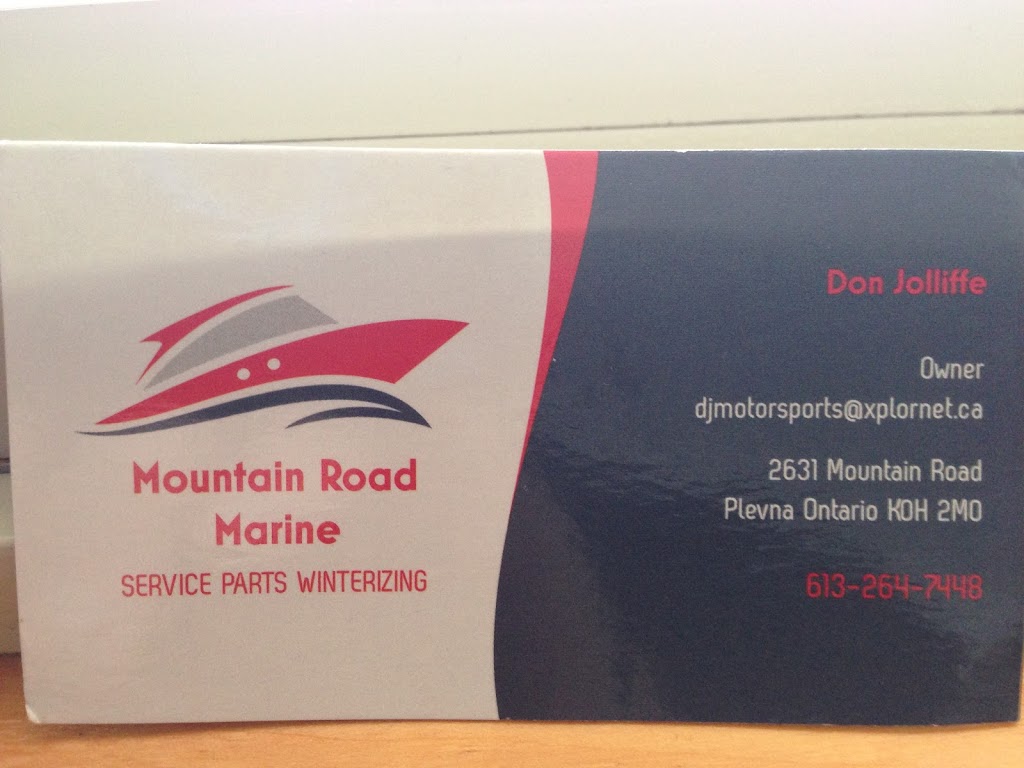 Mountain Road
Marine
SERVICE PARTS WINTERIZING
Don Jolliffe
Owner
djmotorsports@xplornet.ca
2631 Mountain Road
Plevna Ontario K0H 2M0
613-264-7448